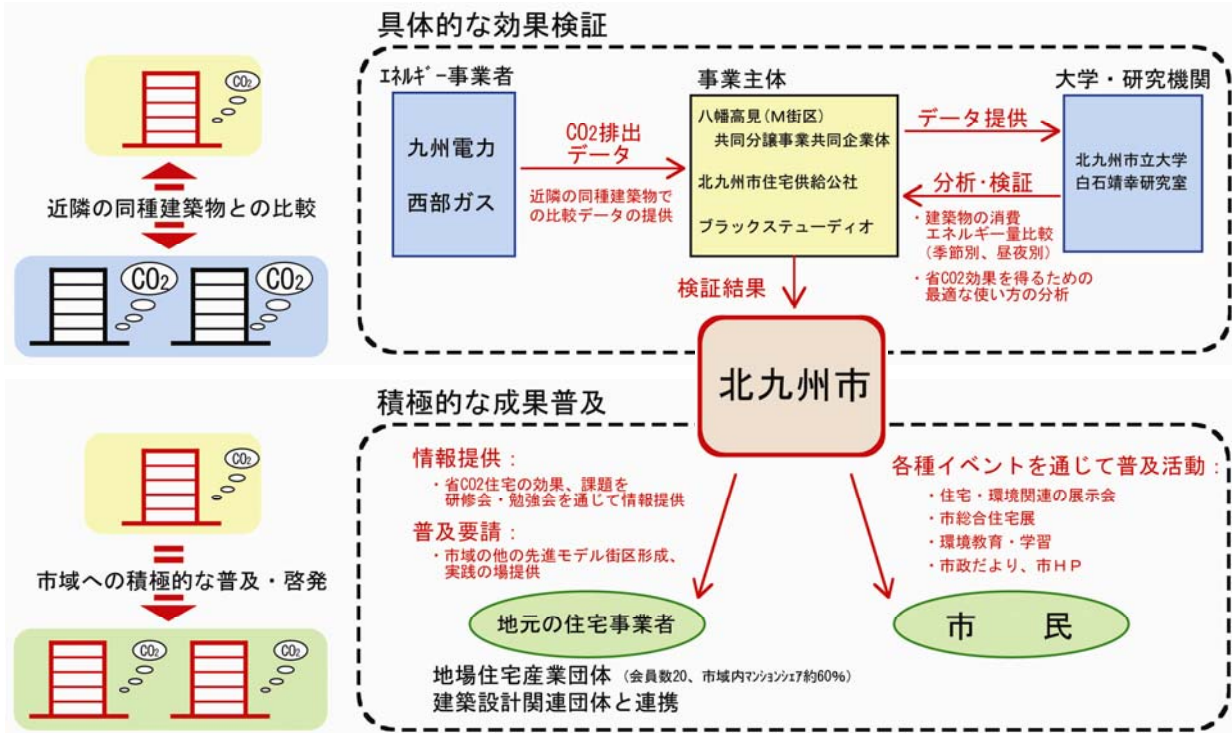 具体的な効果検証
CO2
近隣の同種建築物との比較
CO2
CO2
ｴﾈﾙｷﾞｰ事業者
九州電力
西部ガス
CO2排出
データ
近隣の同種建築物で
の比較データの提供
事業主体
八幡高見(M街区)
共同分譲事業共同企業体
北九州市住宅供給公社
ブラックステューディオ
大学・研究機関
データ提供
分析・検証
北九州市立大学
白石靖幸研究室
・建築物の消費
エネルギー量比較
(季節別、昼夜別)
・省CO2効果を得るための
最適な使い方の分析
検証結果
北九州市
積極的な成果普及
CO2
市域への積極的な普及・啓発
CO2
CO2
情報提供：
・省CO2住宅の効果、課題を
研修会・勉強会を通じて情報提供
普及要請：
・市域の他の先進モデル街区形成、
実践の場提供
各種イベントを通じて普及活動：
・住宅・環境関連の展示会
・市総合住宅展
・環境教育・学習
・市政だより、市ＨＰ
地元の住宅事業者
市　民
地場住宅産業団体 (会員数20、市域内ﾏﾝｼｮﾝｼｪｱ約60%)
建築設計関連団体と連携